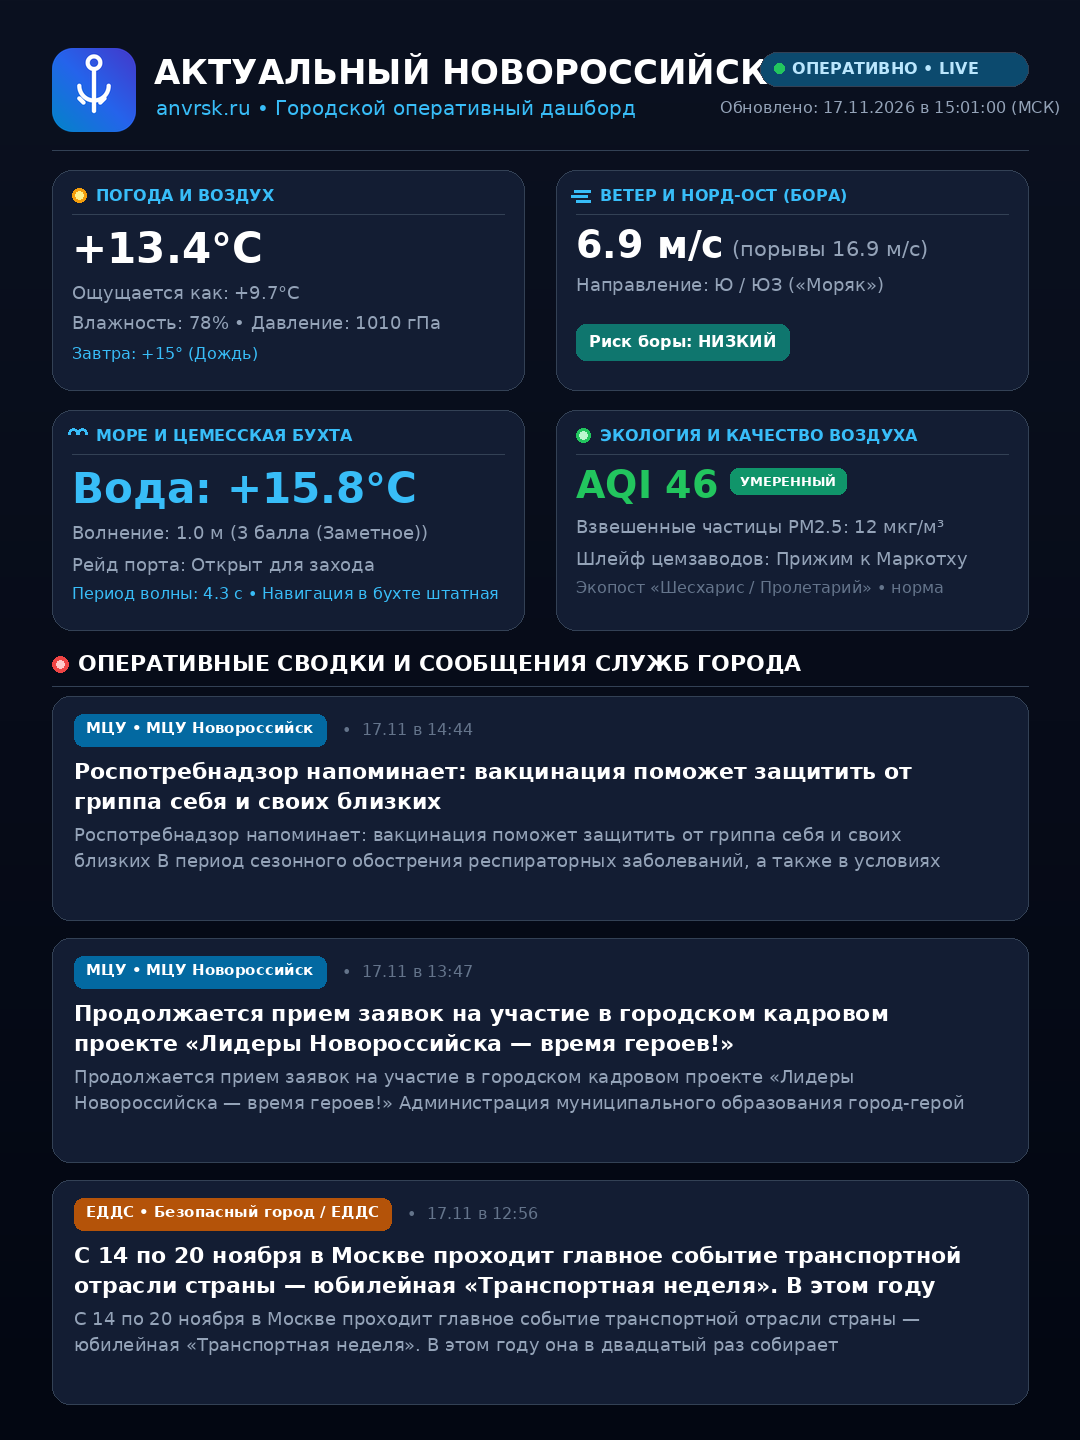 АКТУАЛЬНЫЙ НОВОРОССИЙСК
ОПЕРАТИВНО • LIVE
anvrsk.ru • Городской оперативный дашборд
Обновлено: 17.11.2026 в 15:01:00 (МСК)
ПОГОДА И ВОЗДУХ
+13.4°C
Ощущается как: +9.7°C
Влажность: 78% • Давление: 1010 гПа
Завтра: +15° (Дождь)
ВЕТЕР И НОРД-ОСТ (БОРА)
6.9 м/с (порывы 16.9 м/с)
Направление: Ю / ЮЗ («Моряк»)
Риск боры: НИЗКИЙ
МОРЕ И ЦЕМЕССКАЯ БУХТА
Вода: +15.8°C
Волнение: 1.0 м (3 балла (Заметное))
Рейд порта: Открыт для захода
Период волны: 4.3 с • Навигация в бухте штатная
ЭКОЛОГИЯ И КАЧЕСТВО ВОЗДУХА
AQI 46 УМЕРЕННЫЙ
Взвешенные частицы PM2.5: 12 мкг/м³
Шлейф цемзаводов: Прижим к Маркотху
Экопост «Шесхарис / Пролетарий» • норма
ОПЕРАТИВНЫЕ СВОДКИ И СООБЩЕНИЯ СЛУЖБ ГОРОДА
МЦУ • МЦУ Новороссийск • 17.11 в 14:44
Роспотребнадзор напоминает: вакцинация поможет защитить от
гриппа себя и своих близких
Роспотребнадзор напоминает: вакцинация поможет защитить от гриппа себя и своих
близких В период сезонного обострения респираторных заболеваний, а также в условиях
МЦУ • МЦУ Новороссийск • 17.11 в 13:47
Продолжается прием заявок на участие в городском кадровом
проекте «Лидеры Новороссийска — время героев!»
Продолжается прием заявок на участие в городском кадровом проекте «Лидеры
Новороссийска — время героев!» Администрация муниципального образования город-герой
ЕДДС • Безопасный город / ЕДДС • 17.11 в 12:56
С 14 по 20 ноября в Москве проходит главное событие транспортной
отрасли страны — юбилейная «Транспортная неделя». В этом году
С 14 по 20 ноября в Москве проходит главное событие транспортной отрасли страны —
юбилейная «Транспортная неделя». В этом году она в двадцатый раз собирает